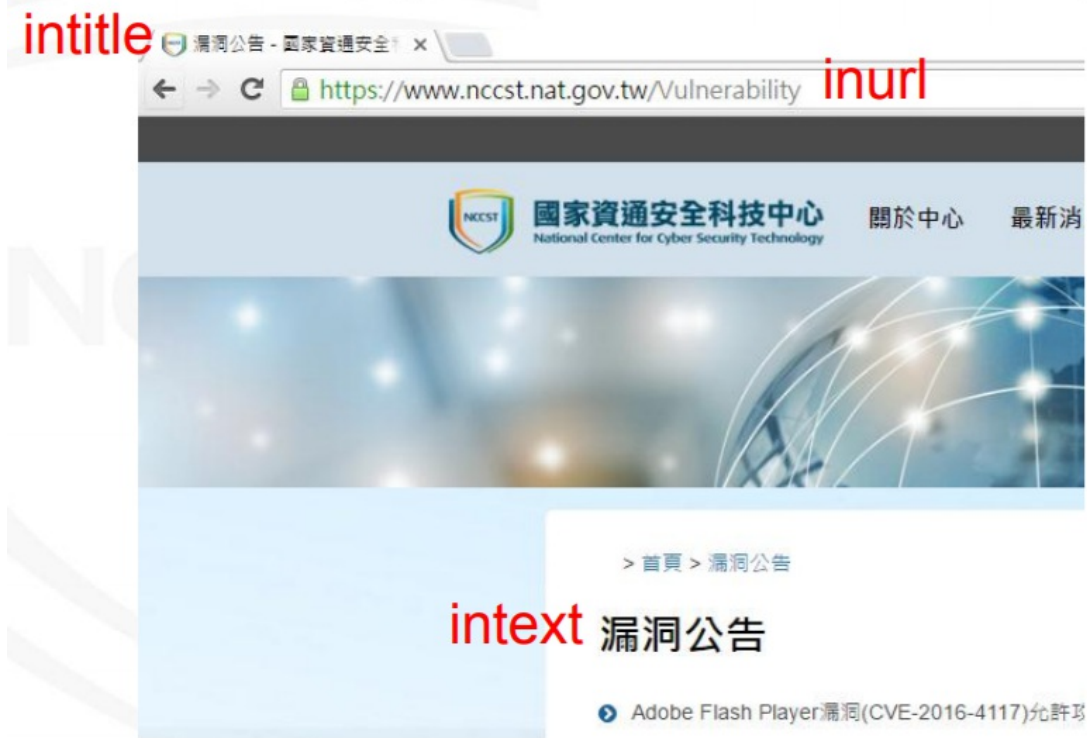 intitle
漏洞公告 - 國家資通安全
https://www.nccst.nat.gov.tw/Vulnerability
inurl
NCCST
國家資通安全科技中心
National Center for Cyber Security Technology
關於中心
最新消
> 首頁 > 漏洞公告
intext
漏洞公告
Adobe Flash Player漏洞(CVE-2016-4117)允許